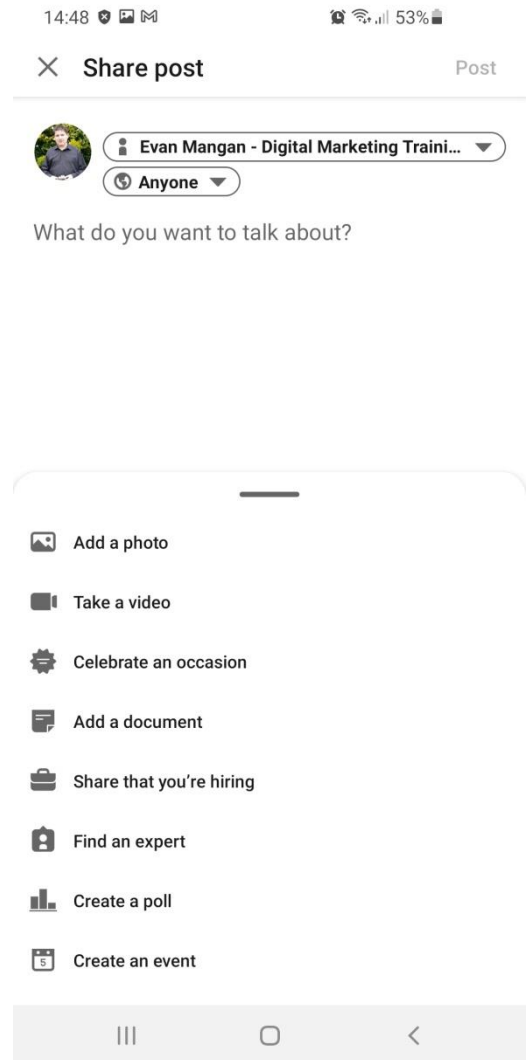 14:48 53%
Share post Post
Evan Mangan - Digital Marketing Traini...
Anyone
What do you want to talk about?
Add a photo
Take a video
Celebrate an occasion
Add a document
Share that you're hiring
Find an expert
Create a poll
5 Create an event